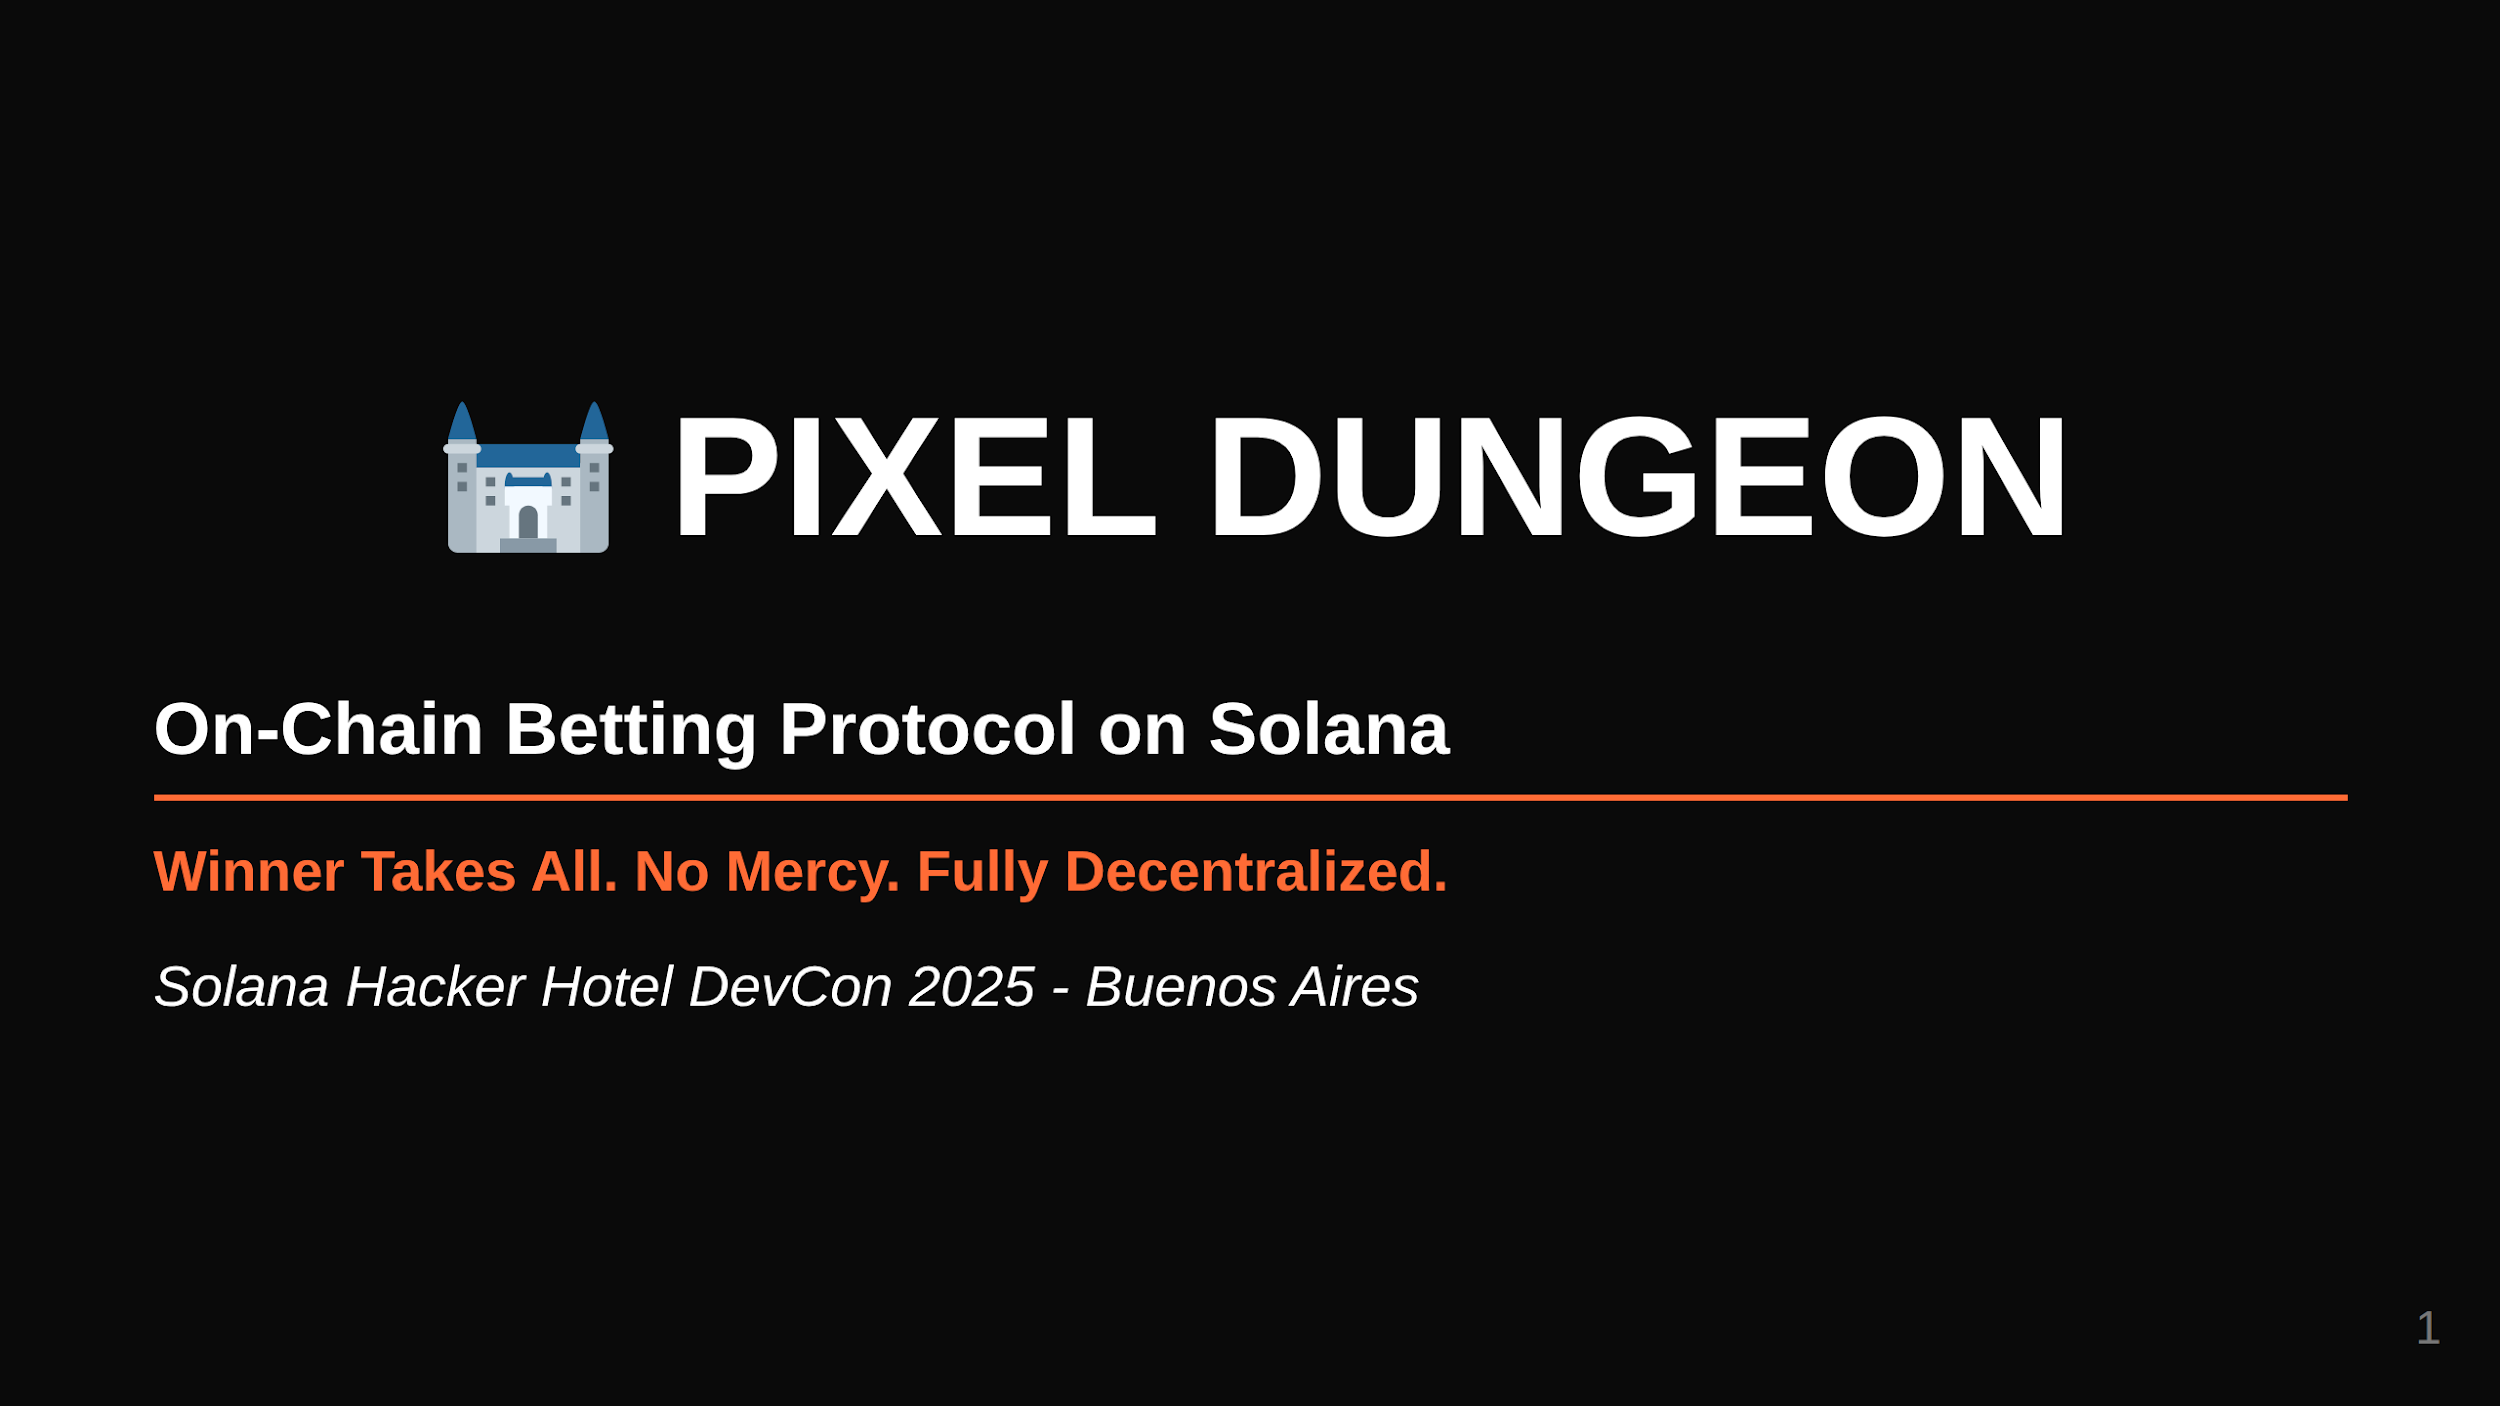 PIXEL DUNGEON
On-Chain Betting Protocol on Solana
Winner Takes All. No Mercy. Fully Decentralized.
Solana Hacker Hotel DevCon 2025 - Buenos Aires
1